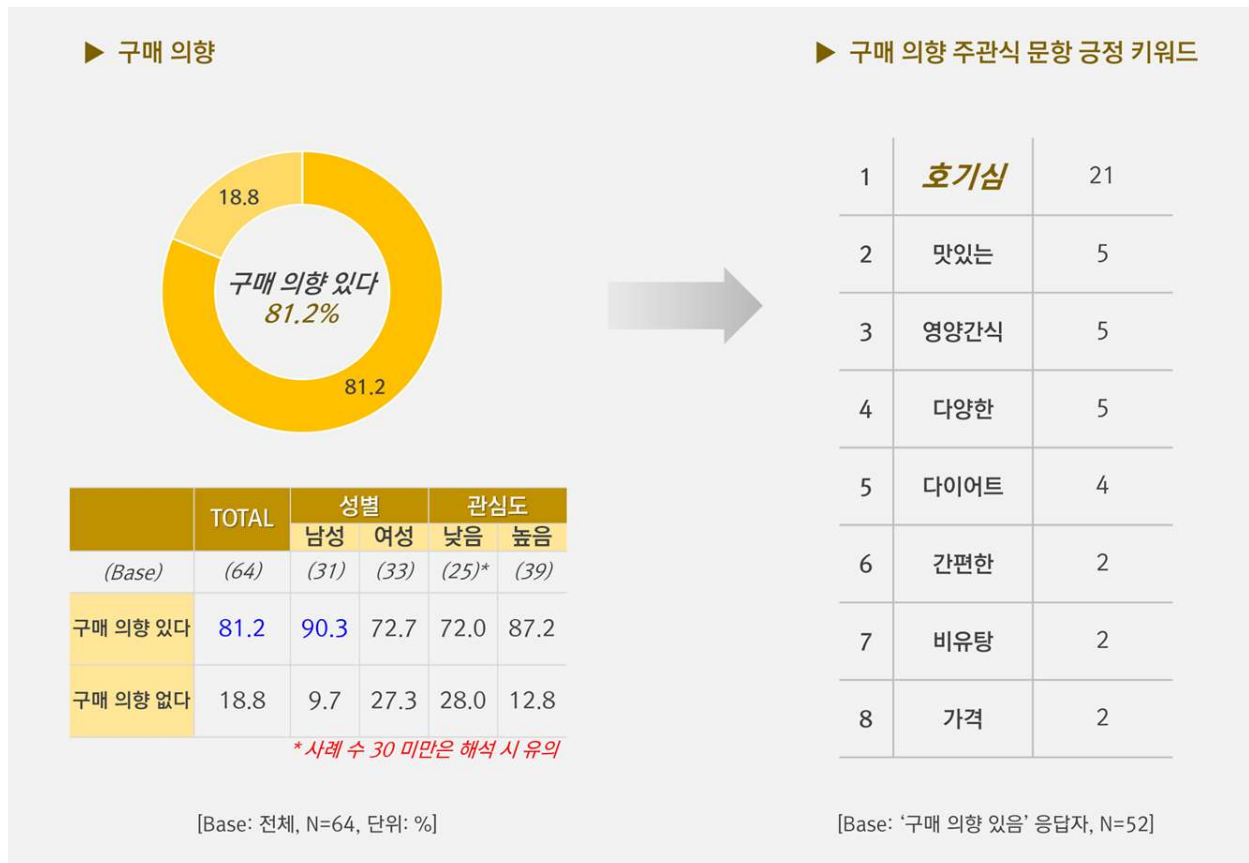 ▶ 구매 의향
18.8
구매 의향 있다
81.2%
81.2
TOTAL 성별 관심도
남성 여성 낮음 높음
(Base) (64) (31) (33) (25)* (39)
구매 의향 있다 81.2 90.3 72.7 72.0 87.2
구매 의향 없다 18.8 9.7 27.3 28.0 12.8
* 사례 수 30 미만은 해석 시 유의
[Base: 전체, N=64, 단위: %]
▶ 구매 의향 주관식 문항 긍정 키워드
1 호기심 21
2 맛있는 5
3 영양간식 5
4 다양한 5
5 다이어트 4
6 간편한 2
7 비유탕 2
8 가격 2
[Base: ‘구매 의향 있음’ 응답자, N=52]